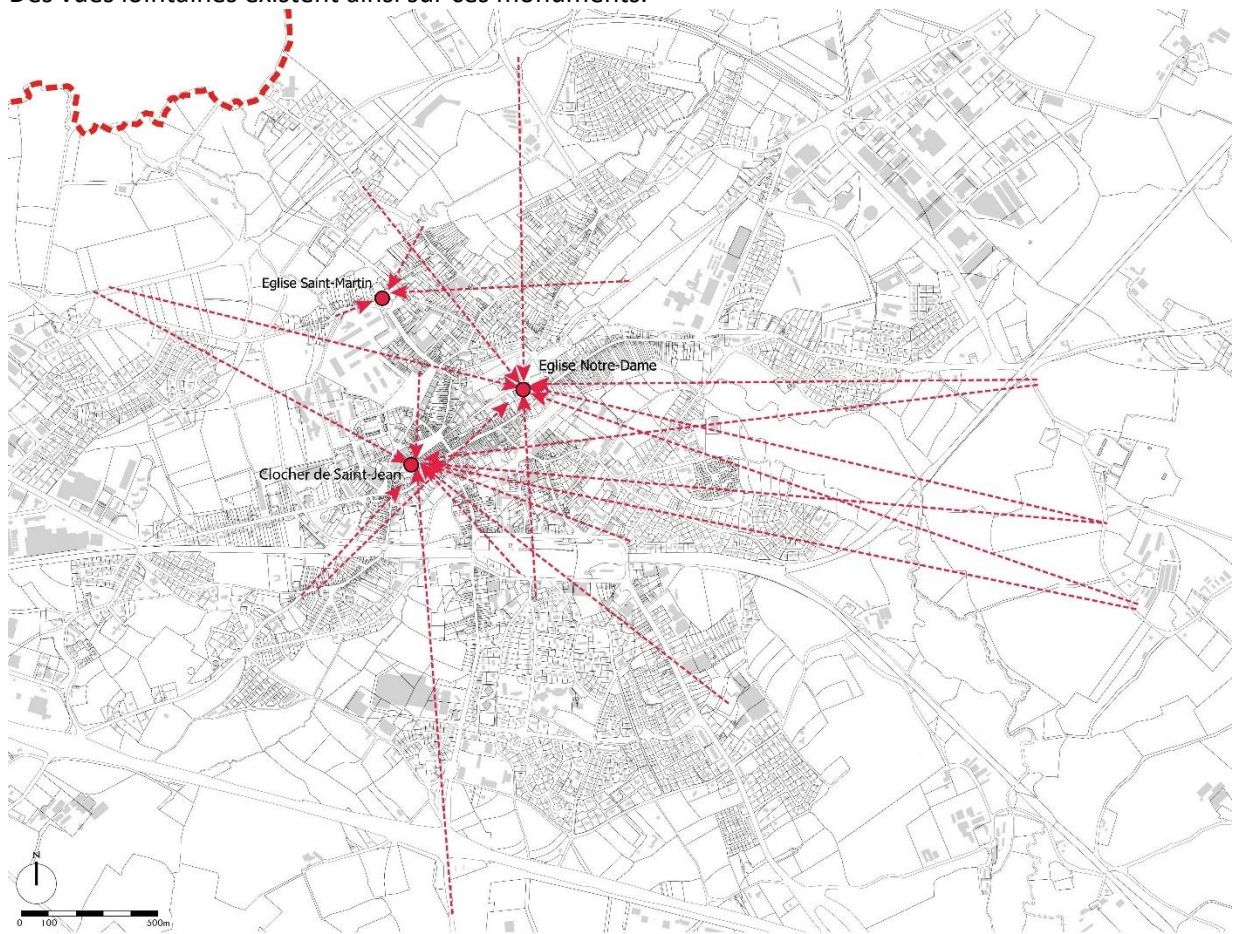 Des vues lointaines existent ainsi sur ces monuments.
Eglise Saint-Martin
Eglise Notre-Dame
Clocher de Saint-Jean
N
0 100 500m